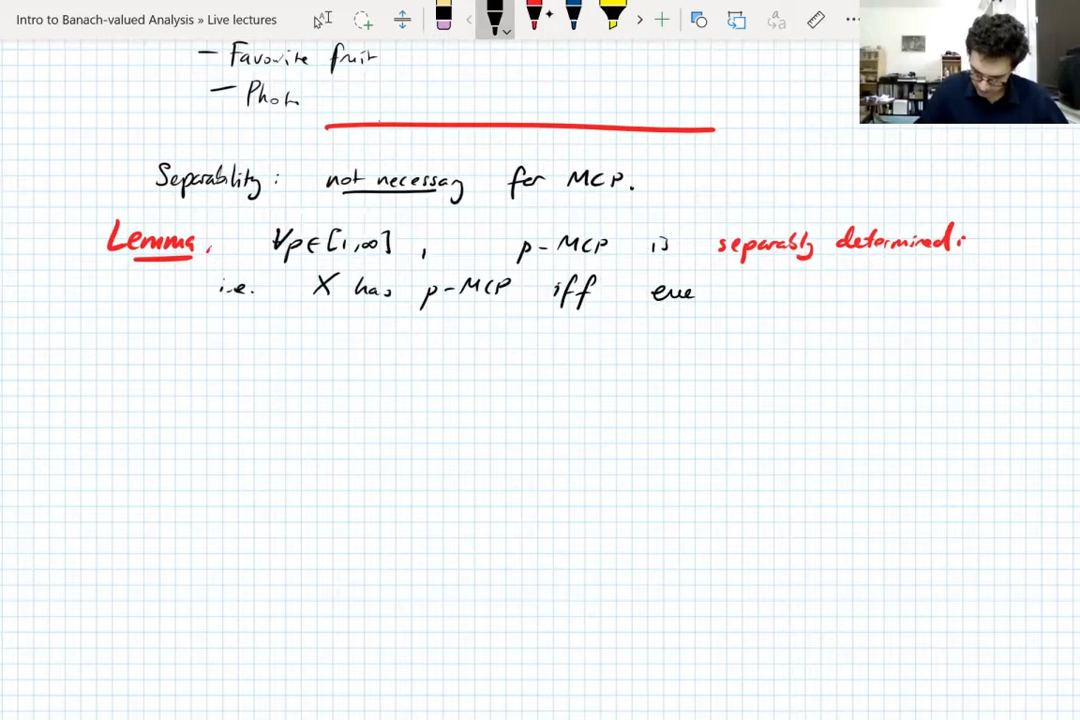 Intro to Banach-valued Analysis » Live lectures
— Favorite fruit
— Phot
Separability: not necessary for MCP.
Lemma. ∀p∈[1,∞], p-MCP is separably determined:
i.e. X has p-MCP iff eve